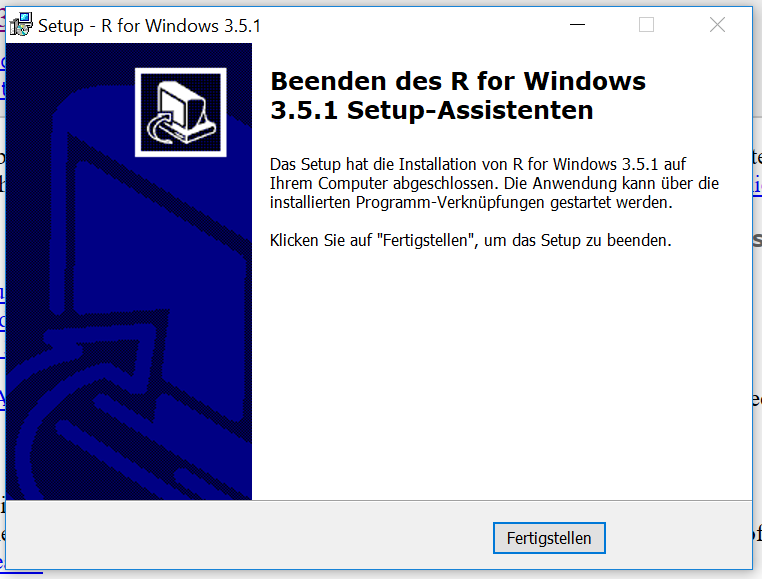 Setup - R for Windows 3.5.1
Beenden des R for Windows
3.5.1 Setup-Assistenten
Das Setup hat die Installation von R for Windows 3.5.1 auf
Ihrem Computer abgeschlossen. Die Anwendung kann über die
installierten Programm-Verknüpfungen gestartet werden.
Klicken Sie auf "Fertigstellen", um das Setup zu beenden.
Fertigstellen